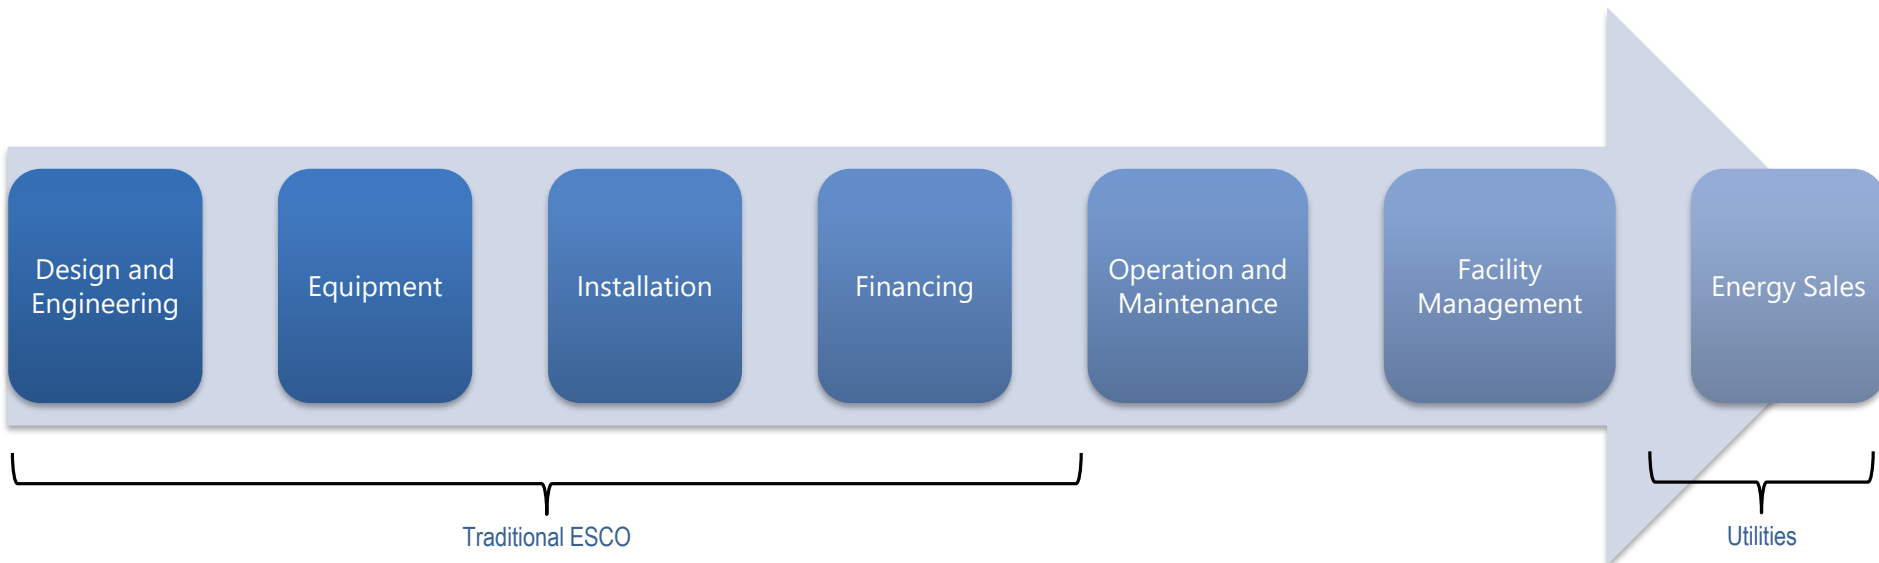 Design and
Engineering
Equipment
Installation
Financing
Operation and
Maintenance
Facility
Management
Energy Sales
Traditional ESCO
Utilities